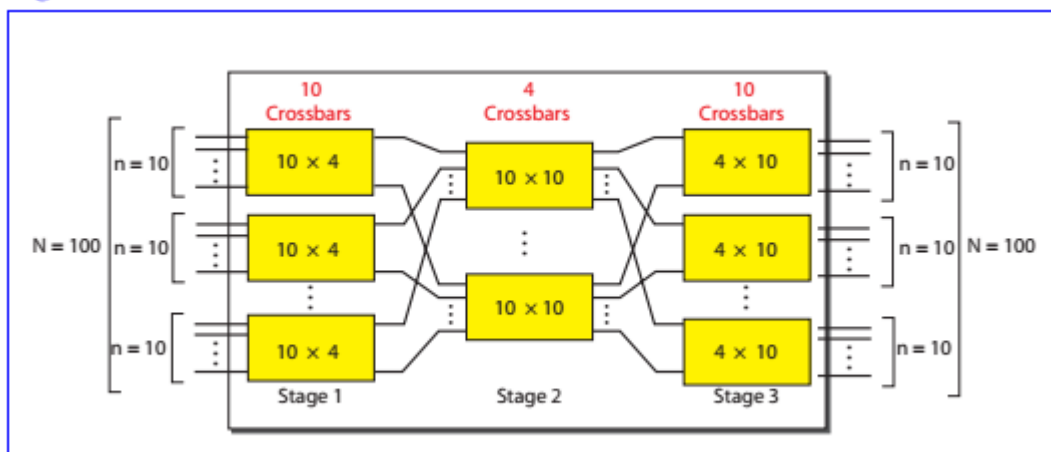 10
Crossbars
4
Crossbars
10
Crossbars
N = 100
n = 10
10 × 4
10 × 10
4 × 10
n = 10
n = 10
10 × 4
4 × 10
n = 10
N = 100
10 × 10
n = 10
10 × 4
4 × 10
n = 10
Stage 1
Stage 2
Stage 3